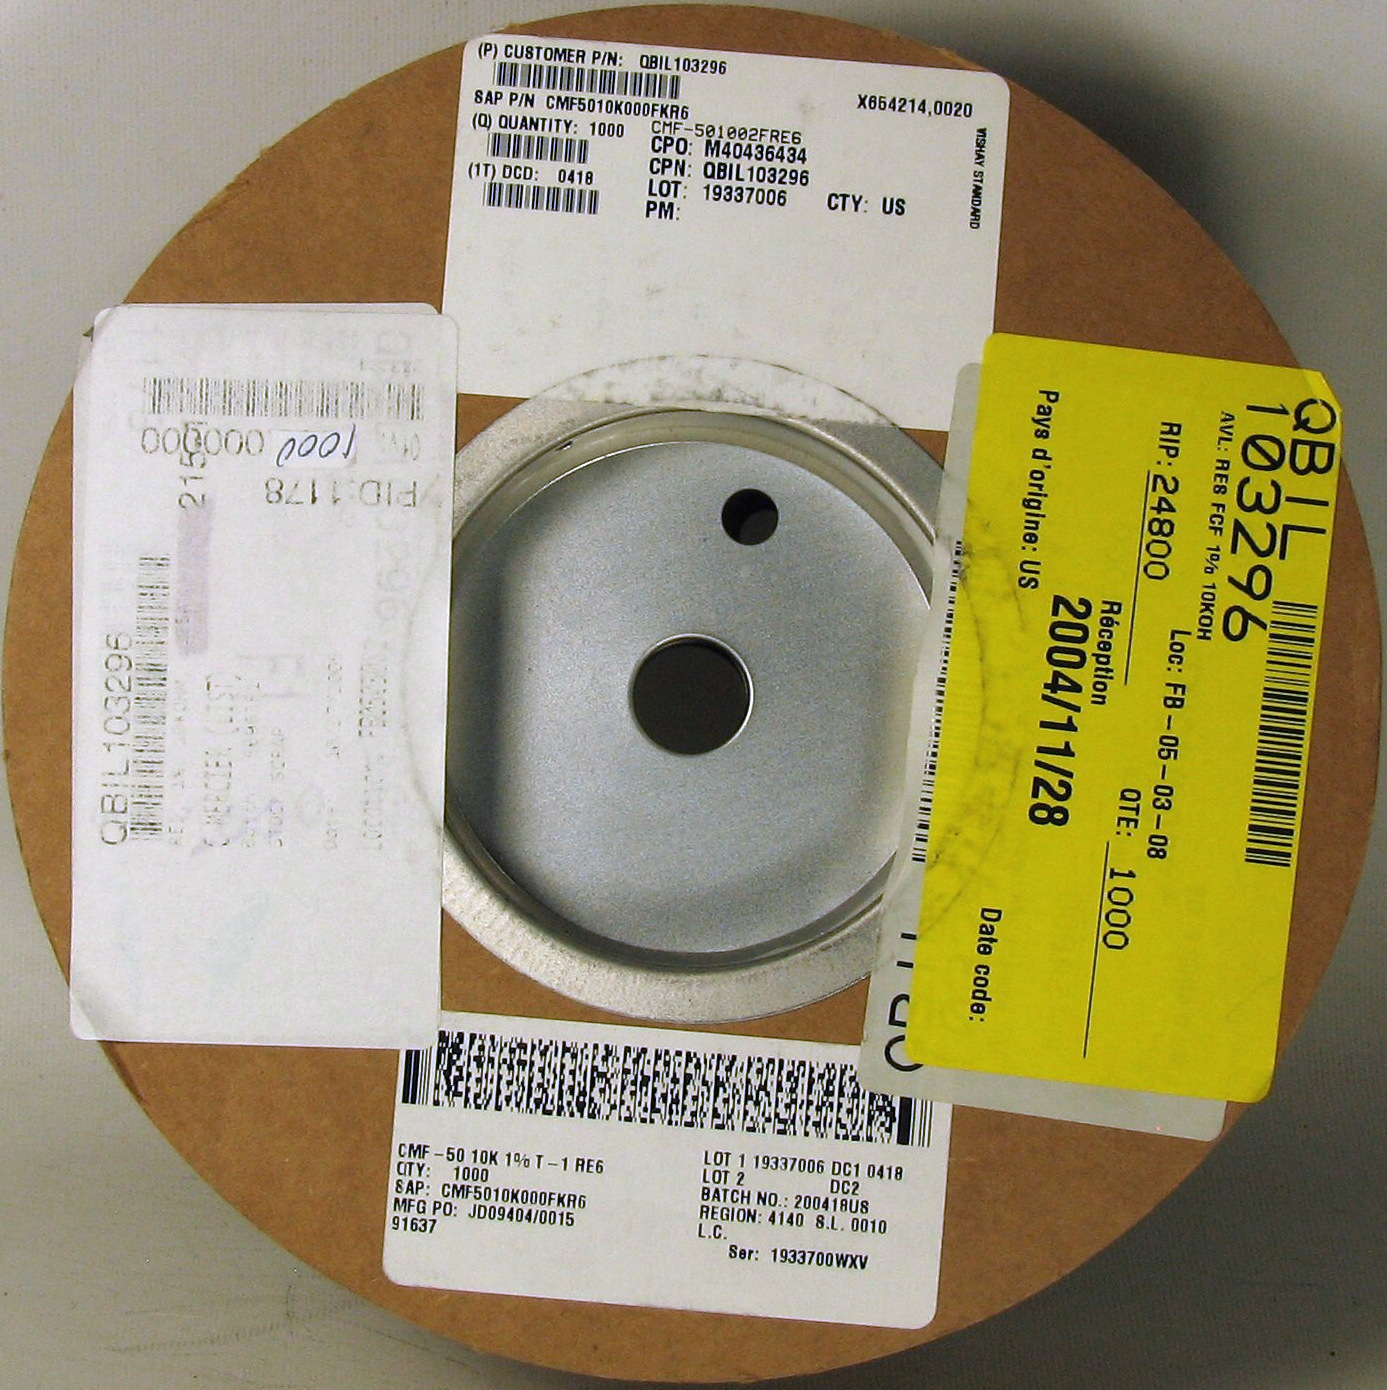 (P) CUSTOMER P/N: QBIL103296
SAP P/N CMF5010K000FKR6
X654214,0020
(Q) QUANTITY: 1000
CMF-501002FRE6
CPO: M40436434
CPN: QBIL103296
(1T) DCD: 0418
LOT: 19337006
CTY: US
PM:
VISHAY STANDARD
1000
000000
PID:1178
QBIL103296
QBIL
103296
AVL: RES FCF 1% 10KOH
RIP: 24800
Loc: FB-05-03-08
Réception
QTE: 1000
2004/11/28
Pays d'origine: US
Date code:
CMF-50 10K 1% T-1 RE6
QTY: 1000
SAP: CMF5010K000FKR6
MFG PO: JD09404/0015
91637
LOT 1 19337006 DC1 0418
LOT 2 DC2
BATCH NO.: 200418U8
REGION: 4140 S.L. 0010
L.C.
Ser: 1933700WXV